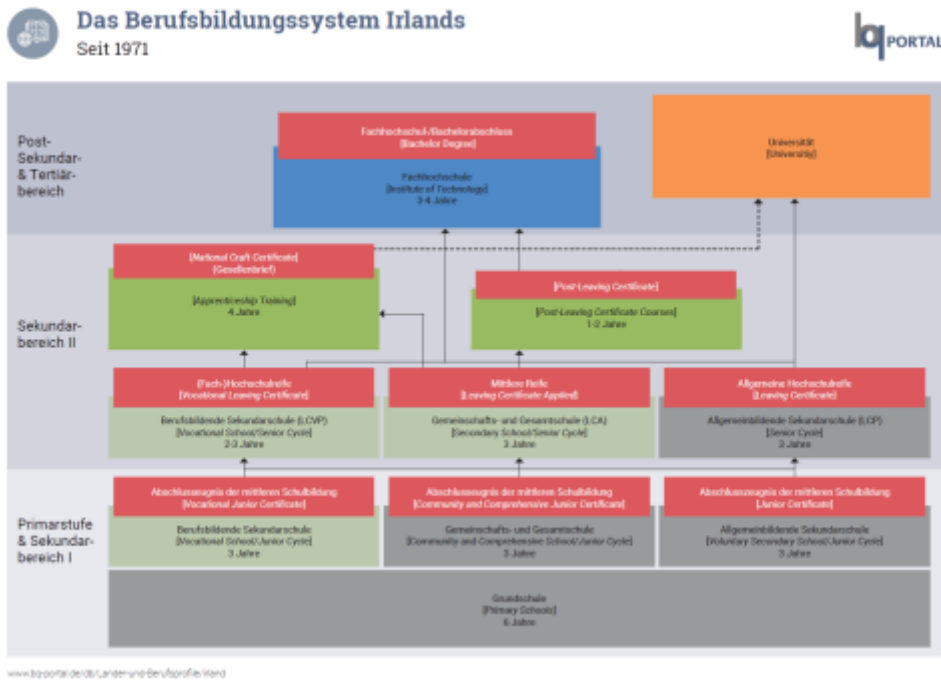 Das Berufsbildungssystem Irlands
Seit 1971
bq PORTAL
Post-
Sekundar-
& Tertiär-
bereich
Fachhochschul-/Bachelorabschluss
[Bachelor Degree]
Fachhochschule
[Institute of Technology]
3-4 Jahre
Universität
[University]
Sekundar-
bereich II
[National Craft Certificate]
(Gesellenbrief)
[Apprenticeship Training]
4 Jahre
[Post-Leaving Certificate]
[Post-Leaving Certificate Courses]
1-2 Jahre
(Fach-)Hochschulreife
[Vocational Leaving Certificate]
Berufsbildende Sekundarschule (LCVP)
[Vocational School/Senior Cycle]
2-3 Jahre
Mittlere Reife
[Leaving Certificate Applied]
Gemeinschafts- und Gesamtschule (LCA)
[Secondary School/Senior Cycle]
3 Jahre
Allgemeine Hochschulreife
[Leaving Certificate]
Allgemeinbildende Sekundarschule (LCP)
[Senior Cycle]
3 Jahre
Primarstufe
& Sekundar-
bereich I
Abschlusseugnis der mittleren Schulbildung
[Vocational Junior Certificate]
Berufsbildende Sekundarschule
[Vocational School/Junior Cycle]
3 Jahre
Abschlusseugnis der mittleren Schulbildung
[Community and Comprehensive Junior Certificate]
Gemeinschafts- und Gesamtschule
[Community and Comprehensive School/Junior Cycle]
3 Jahre
Abschlusszeugnis der mittleren Schulbildung
[Junior Certificate]
Allgemeinbildende Sekundarschule
[Voluntary Secondary School/Junior Cycle]
3 Jahre
Grundschule
[Primary Schools]
6 Jahre
www.bq-portal.de/db/Länder-und-Berufsprofile/irland